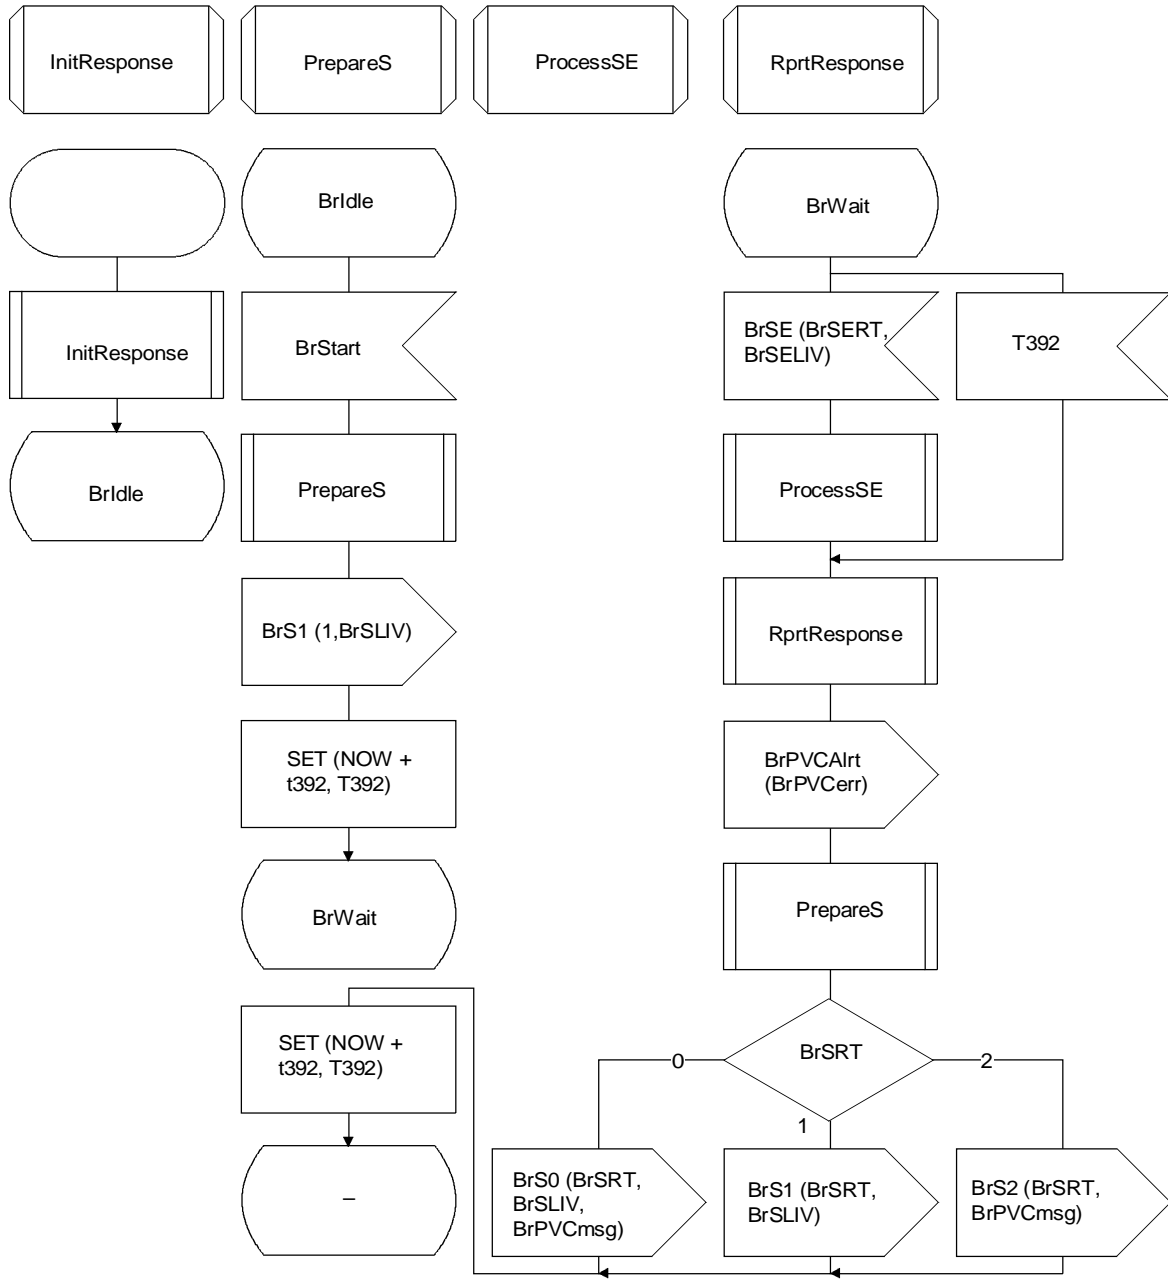 InitResponse
PrepareS
ProcessSE
RprtResponse
BrIdle
BrWait
InitResponse
BrStart
BrSE (BrSERT,
BrSELIV)
T392
BrIdle
PrepareS
ProcessSE
BrS1 (1,BrSLIV)
RprtResponse
SET (NOW +
t392, T392)
BrPVCAlrt
(BrPVCerr)
BrWait
PrepareS
SET (NOW +
t392, T392)
BrSRT
0
2
1
–
BrS0 (BrSRT,
BrSLIV,
BrPVCmsg)
BrS1 (BrSRT,
BrSLIV)
BrS2 (BrSRT,
BrPVCmsg)